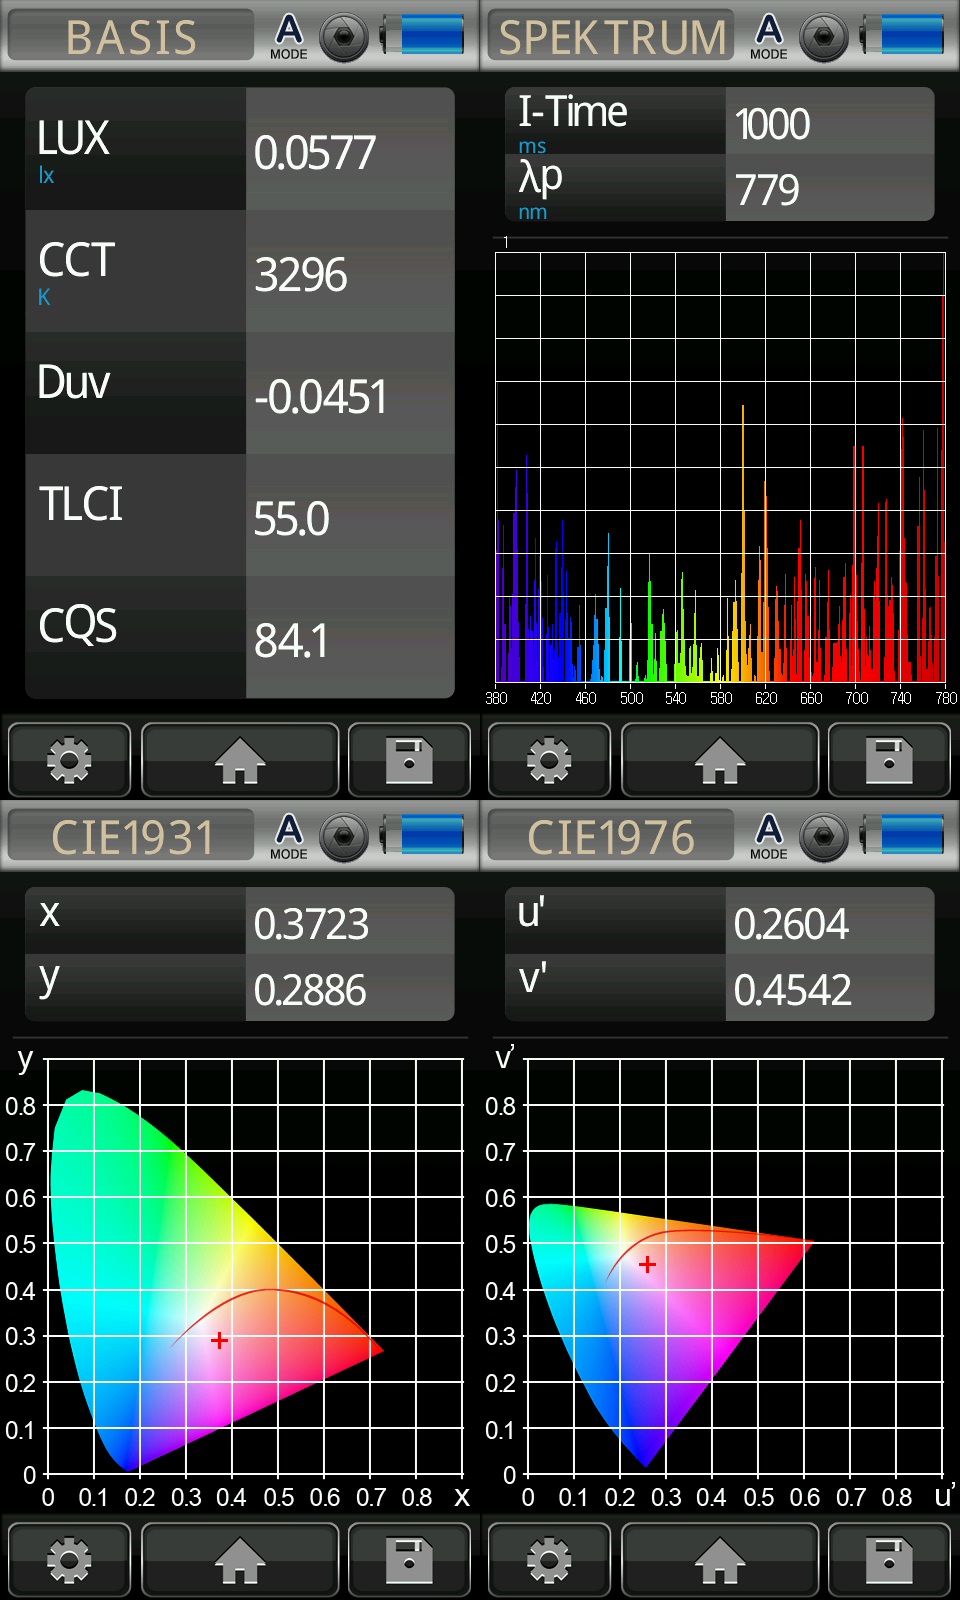 BASIS
A
MODE
LUX
lx
0.0577
CCT
K
3296
Duv
-0.0451
TLCI
55.0
CQS
84.1
SPEKTRUM
A
MODE
I-Time
ms
1000
λp
nm
779
1
380 420 460 500 540 580 620 660 700 740 780
CIE1931
A
MODE
x
0.3723
y
0.2886
y
0.8
0.7
0.6
0.5
0.4
0.3
0.2
0.1
0
0 0.1 0.2 0.3 0.4 0.5 0.6 0.7 0.8 x
CIE1976
A
MODE
u'
0.2604
v'
0.4542
v'
0.8
0.7
0.6
0.5
0.4
0.3
0.2
0.1
0
0 0.1 0.2 0.3 0.4 0.5 0.6 0.7 0.8 u'